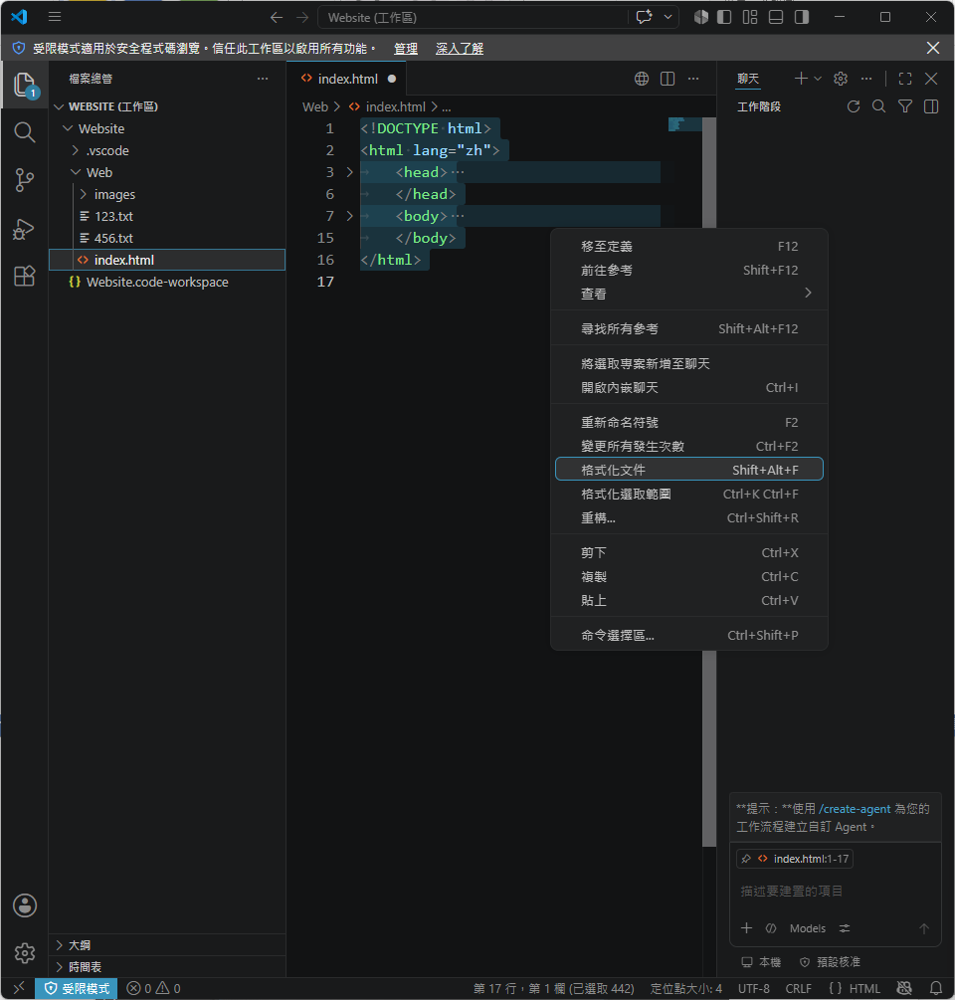 Website (工作區)
受限模式適用於安全程式碼瀏覽。信任此工作區以啟用所有功能。 管理 深入了解
1
檔案總管 ...
WEBSITE (工作區)
Website
.vscode
Web
images
123.txt
456.txt
index.html
Website.code-workspace
大綱
時間表
index.html
Web > index.html > ...
1 <!DOCTYPE html>
2 <html lang="zh">
3 <head>...
6 </head>
7 <body>...
15 </body>
16 </html>
17
移至定義 F12
前往參考 Shift+F12
查看
尋找所有參考 Shift+Alt+F12
將選取專案新增至聊天
開啟內嵌聊天 Ctrl+I
重新命名符號 F2
變更所有發生次數 Ctrl+F2
格式化文件 Shift+Alt+F
格式化選取範圍 Ctrl+K Ctrl+F
重構... Ctrl+Shift+R
剪下 Ctrl+X
複製 Ctrl+C
貼上 Ctrl+V
命令選擇區... Ctrl+Shift+P
聊天
工作階段
**提示：**使用 /create-agent 為您的
工作流程建立自訂 Agent。
index.html:1-17
描述要建置的項目
Models
本機 預設核准
受限模式 0 0 第 17 行，第 1 欄 (已選取 442) 定位點大小: 4 UTF-8 CRLF { } HTML